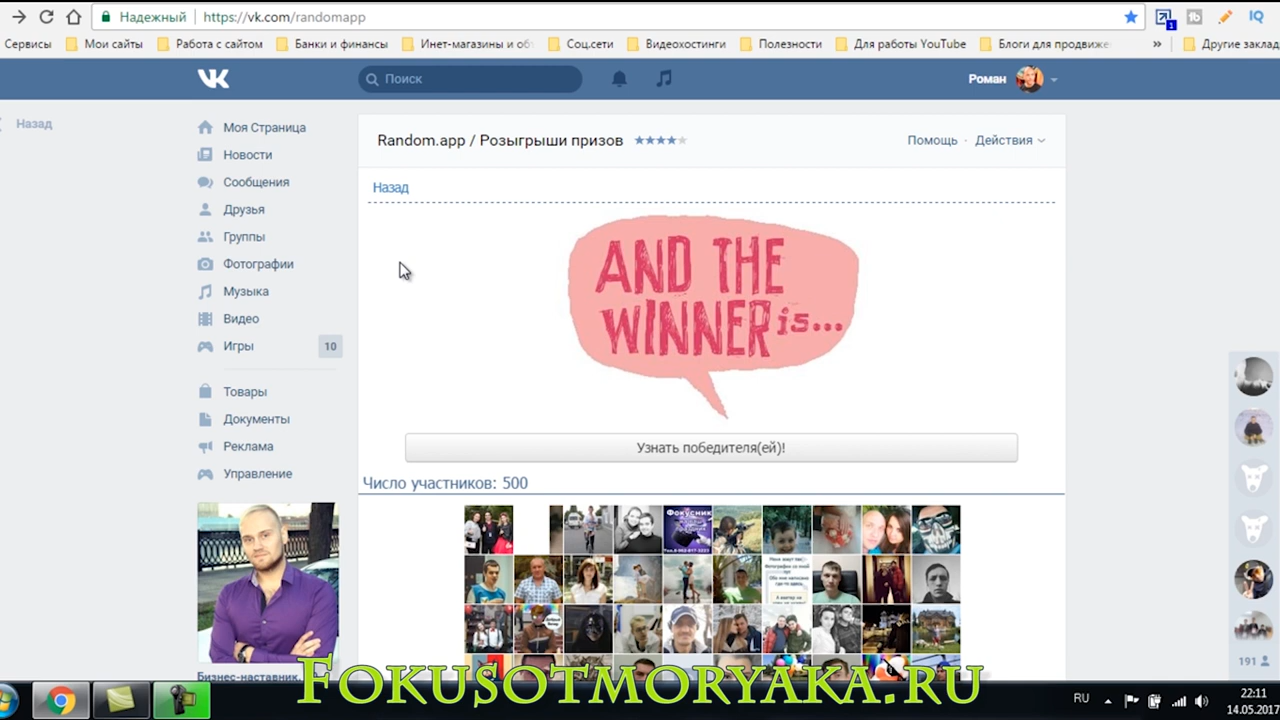 Надежный
https://vk.com/randomapp
1
Сервисы
Мои сайты
Работа с сайтом
Банки и финансы
Инет-магазины и об
Соц.сети
Видеохостинги
Полезности
Для работы YouTube
Блоги для продвиже
»
Другие заклад
Поиск
Роман
Назад
Моя Страница
Новости
Сообщения
Друзья
Группы
Фотографии
Музыка
Видео
Игры
10
Товары
Документы
Реклама
Управление
Бизнес-наставник.
Random.app / Розыгрыши призов
Помощь · Действия
Назад
AND THE
WINNER is...
Узнать победителя(ей)!
Число участников: 500
Фокусник
191
FOKUSOTMORYAKA.RU
RU
22:11
14.05.2017